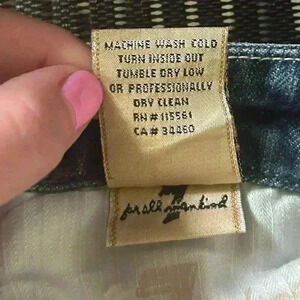 MACHINE WASH COLD
TURN INSIDE OUT
TUMBLE DRY LOW
OR PROFESSIONALLY
DRY CLEAN
RN# 115561
CA# 34460
7
for all mankind